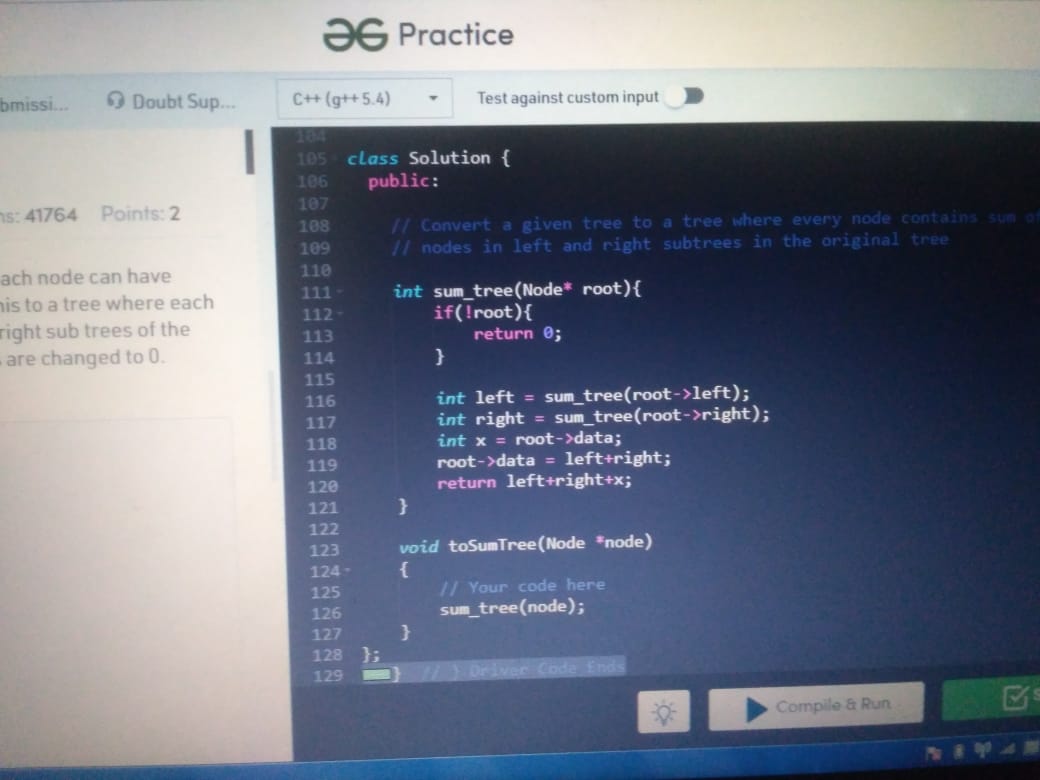 Practice
bmissi...
Doubt Sup...
C++ (g++ 5.4)
Test against custom input
ns: 41764 Points: 2
ach node can have
his to a tree where each
right sub trees of the
are changed to 0.
104
105 class Solution {
106 public:
107
108 // Convert a given tree to a tree where every node contains sum of
109 // nodes in left and right subtrees in the original tree
110
111 int sum_tree(Node* root){
112 if(!root){
113 return 0;
114 }
115
116 int left = sum_tree(root->left);
117 int right = sum_tree(root->right);
118 int x = root->data;
119 root->data = left+right;
120 return left+right+x;
121 }
122
123 void toSumTree(Node *node)
124 {
125 // Your code here
126 sum_tree(node);
127 }
128 };
129 } // } Driver Code Ends
Compile & Run